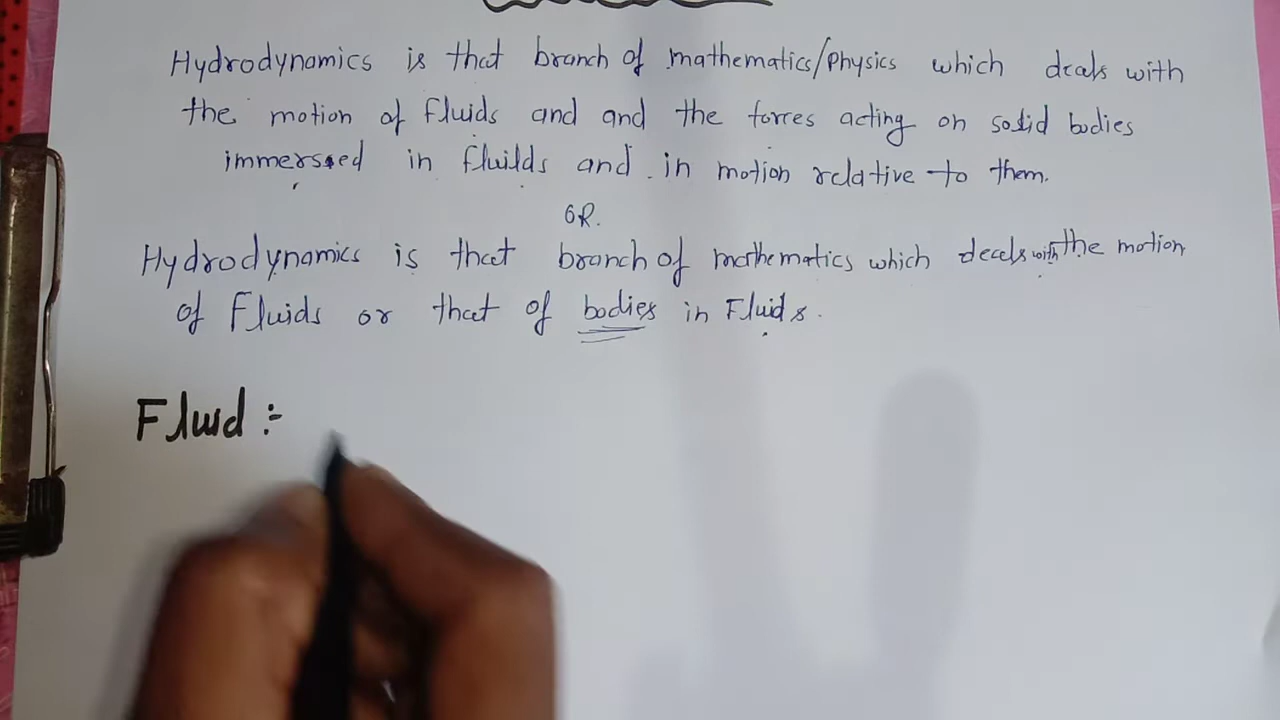 Hydrodynamics is that branch of mathematics/Physics which deals with
the motion of Fluids and and the forces acting on solid bodies
immersed in fluilds and in motion relative to them.
OR.
Hydrodynamics is that branch of mathematics which deals with the motion
of Fluids or that of bodies in Fluids.
Fluid :-